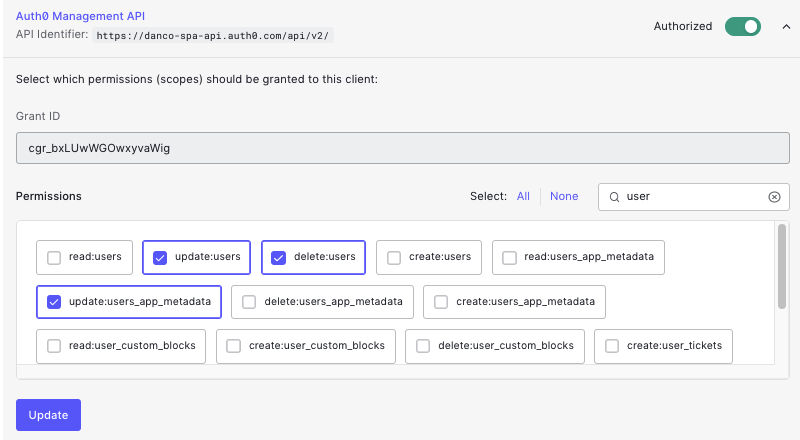 Auth0 Management API
API Identifier: https://danco-spa-api.auth0.com/api/v2/
Authorized
Select which permissions (scopes) should be granted to this client:
Grant ID
cgr_bxLUwWGOwxyvaWig
Permissions
Select: All None
user
read:users update:users delete:users create:users read:users_app_metadata
update:users_app_metadata delete:users_app_metadata create:users_app_metadata
read:user_custom_blocks create:user_custom_blocks delete:user_custom_blocks create:user_tickets
Update